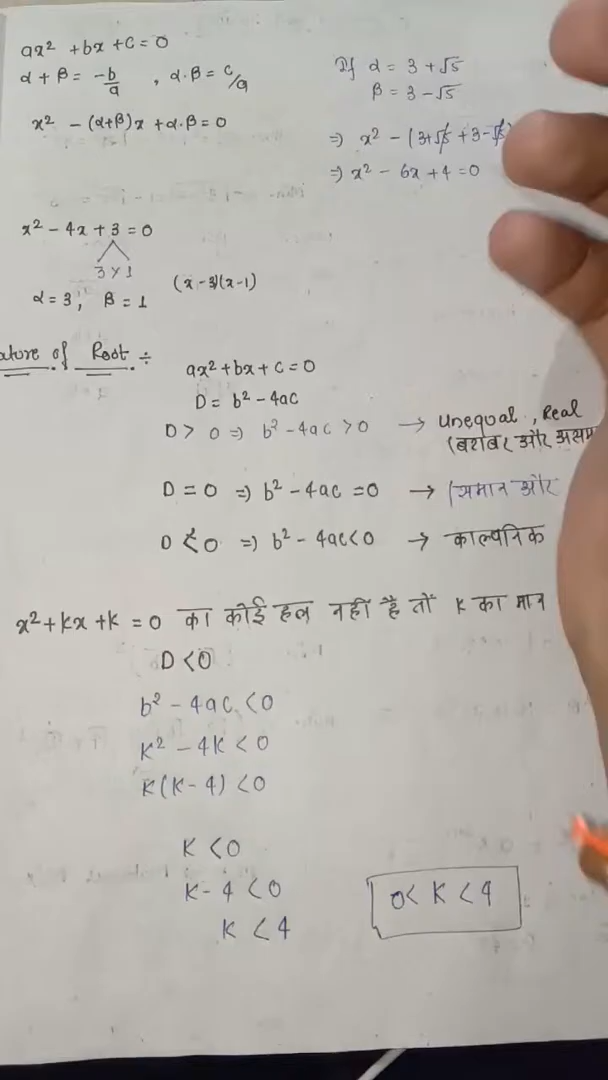 ax² + bx + c = 0
α + β = -b/a , α.β = c/a
x² - (α+β)x + α.β = 0
If α = 3 + √5
β = 3 - √5
⇒ x² - (3+√5 + 3-√5)
⇒ x² - 6x + 4 = 0
x² - 4x + 3 = 0
3 × 1
(x-3)(x-1)
α = 3, β = 1
ature of Root ÷
ax² + bx + c = 0
D = b² - 4ac
D > 0 ⇒ b² - 4ac > 0 → Unequal, Real
(बराबर और असमा
D = 0 ⇒ b² - 4ac = 0 → (समान और
D < 0 ⇒ b² - 4ac < 0 → काल्पनिक
x² + kx + k = 0 का कोई हल नहीं है तों K का मान
D < 0
b² - 4ac < 0
K² - 4K < 0
K(K-4) < 0
K < 0
K - 4 < 0
K < 4
0 < K < 4